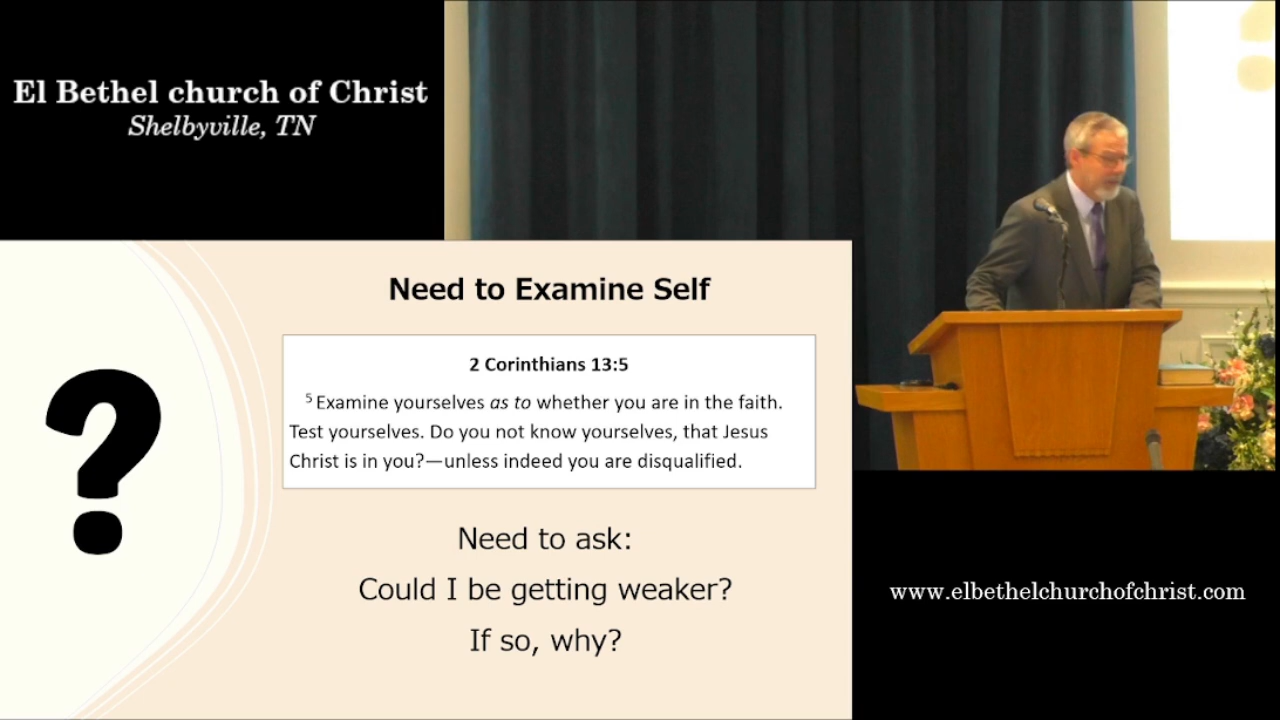 El Bethel church of Christ
Shelbyville, TN
Need to Examine Self
2 Corinthians 13:5
5 Examine yourselves as to whether you are in the faith.
Test yourselves. Do you not know yourselves, that Jesus
Christ is in you?—unless indeed you are disqualified.
?
Need to ask:
Could I be getting weaker?
If so, why?
www.elbethelchurchofchrist.com